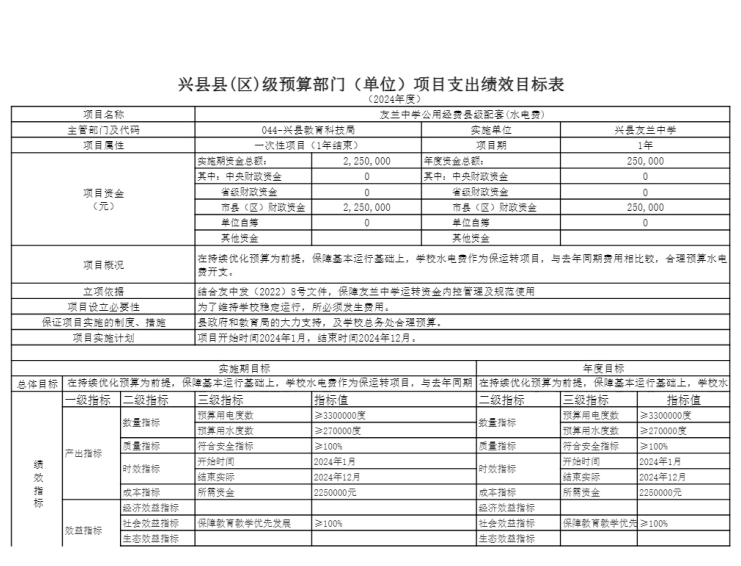 兴县县(区)级预算部门（单位）项目支出绩效目标表
（2024年度）
项目名称 友兰中学公用经费县级配套(水电费)
主管部门及代码 044-兴县教育科技局 实施单位 兴县友兰中学
项目属性 一次性项目（1年结束） 项目期 1年
项目资金（元） 实施期资金总额： 2,250,000 年度资金总额： 250,000
其中：中央财政资金 0 其中：中央财政资金 0
省级财政资金 0 省级财政资金 0
市县（区）财政资金 2,250,000 市县（区）财政资金 250,000
单位自筹 0 单位自筹 0
其他资金 其他资金
项目概况 在持续优化预算为前提，保障基本运行基础上，学校水电费作为保运转项目，与去年同期费用相比较，合理预算水电
费开支。
立项依据 结合友中发（2022）8号文件，保障友兰中学运转资金内控管理及规范使用
项目设立必要性 为了维持学校稳定运行，所必须发生费用。
保证项目实施的制度、措施 县政府和教育局的大力支持，及学校总务处合理预算。
项目实施计划 项目开始时间2024年1月，结束时间2024年12月。
实施期目标 年度目标
总体目标 在持续优化预算为前提，保障基本运行基础上，学校水电费作为保运转项目，与去年同期 在持续优化预算为前提，保障基本运行基础上，学校水
绩效指标 一级指标 二级指标 三级指标 指标值 二级指标 三级指标 指标值
产出指标 数量指标 预算用电度数 ≥3300000度 数量指标 预算用电度数 ≥3300000度
预算用水度数 ≥270000度 预算用水度数 ≥270000度
质量指标 符合安全指标 ≥100% 质量指标 符合安全指标 ≥100%
时效指标 开始时间 2024年1月 时效指标 开始时间 2024年1月
结束实际 2024年12月 结束实际 2024年12月
成本指标 所需资金 2250000元 成本指标 所需资金 2250000元
效益指标 经济效益指标 经济效益指标
社会效益指标 保障教育教学优先发展 ≥100% 社会效益指标 保障教育教学优先 ≥100%
生态效益指标 生态效益指标